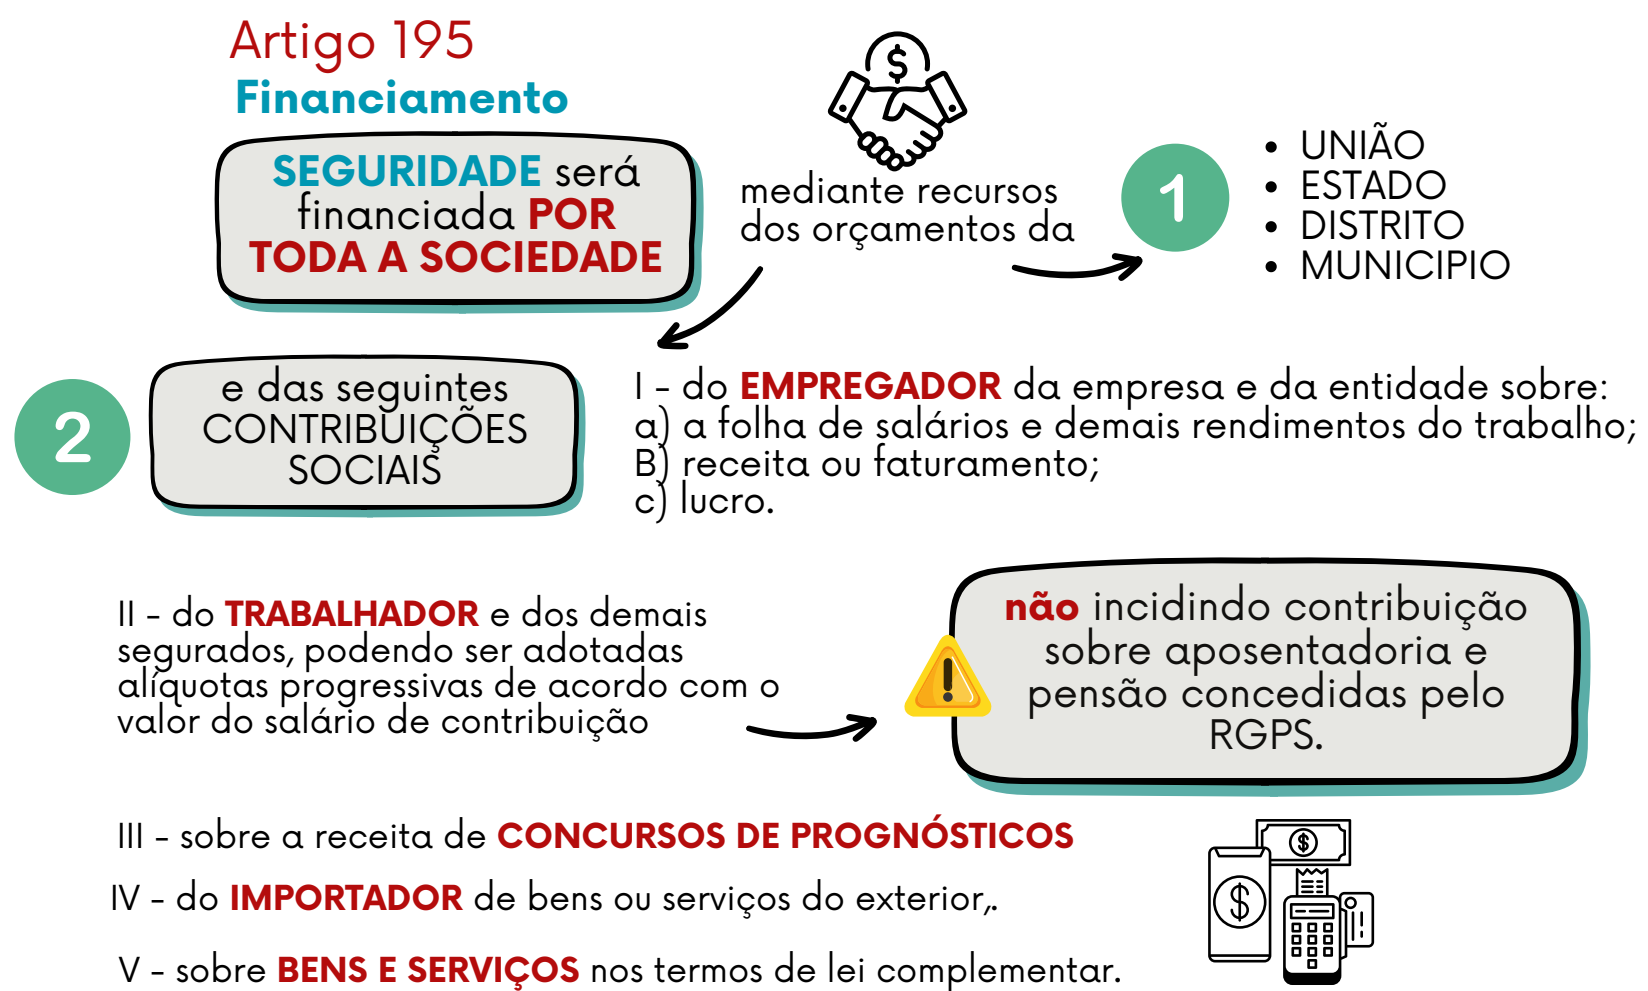 Artigo 195
Financiamento
SEGURIDADE será
financiada POR
TODA A SOCIEDADE
mediante recursos
dos orçamentos da
1
• UNIÃO
• ESTADO
• DISTRITO
• MUNICIPIO
2
e das seguintes
CONTRIBUIÇÕES
SOCIAIS
I - do EMPREGADOR da empresa e da entidade sobre:
a) a folha de salários e demais rendimentos do trabalho;
B) receita ou faturamento;
c) lucro.
II - do TRABALHADOR e dos demais
segurados, podendo ser adotadas
alíquotas progressivas de acordo com o
valor do salário de contribuição
não incidindo contribuição
sobre aposentadoria e
pensão concedidas pelo
RGPS.
III - sobre a receita de CONCURSOS DE PROGNÓSTICOS
IV - do IMPORTADOR de bens ou serviços do exterior,.
V - sobre BENS E SERVIÇOS nos termos de lei complementar.